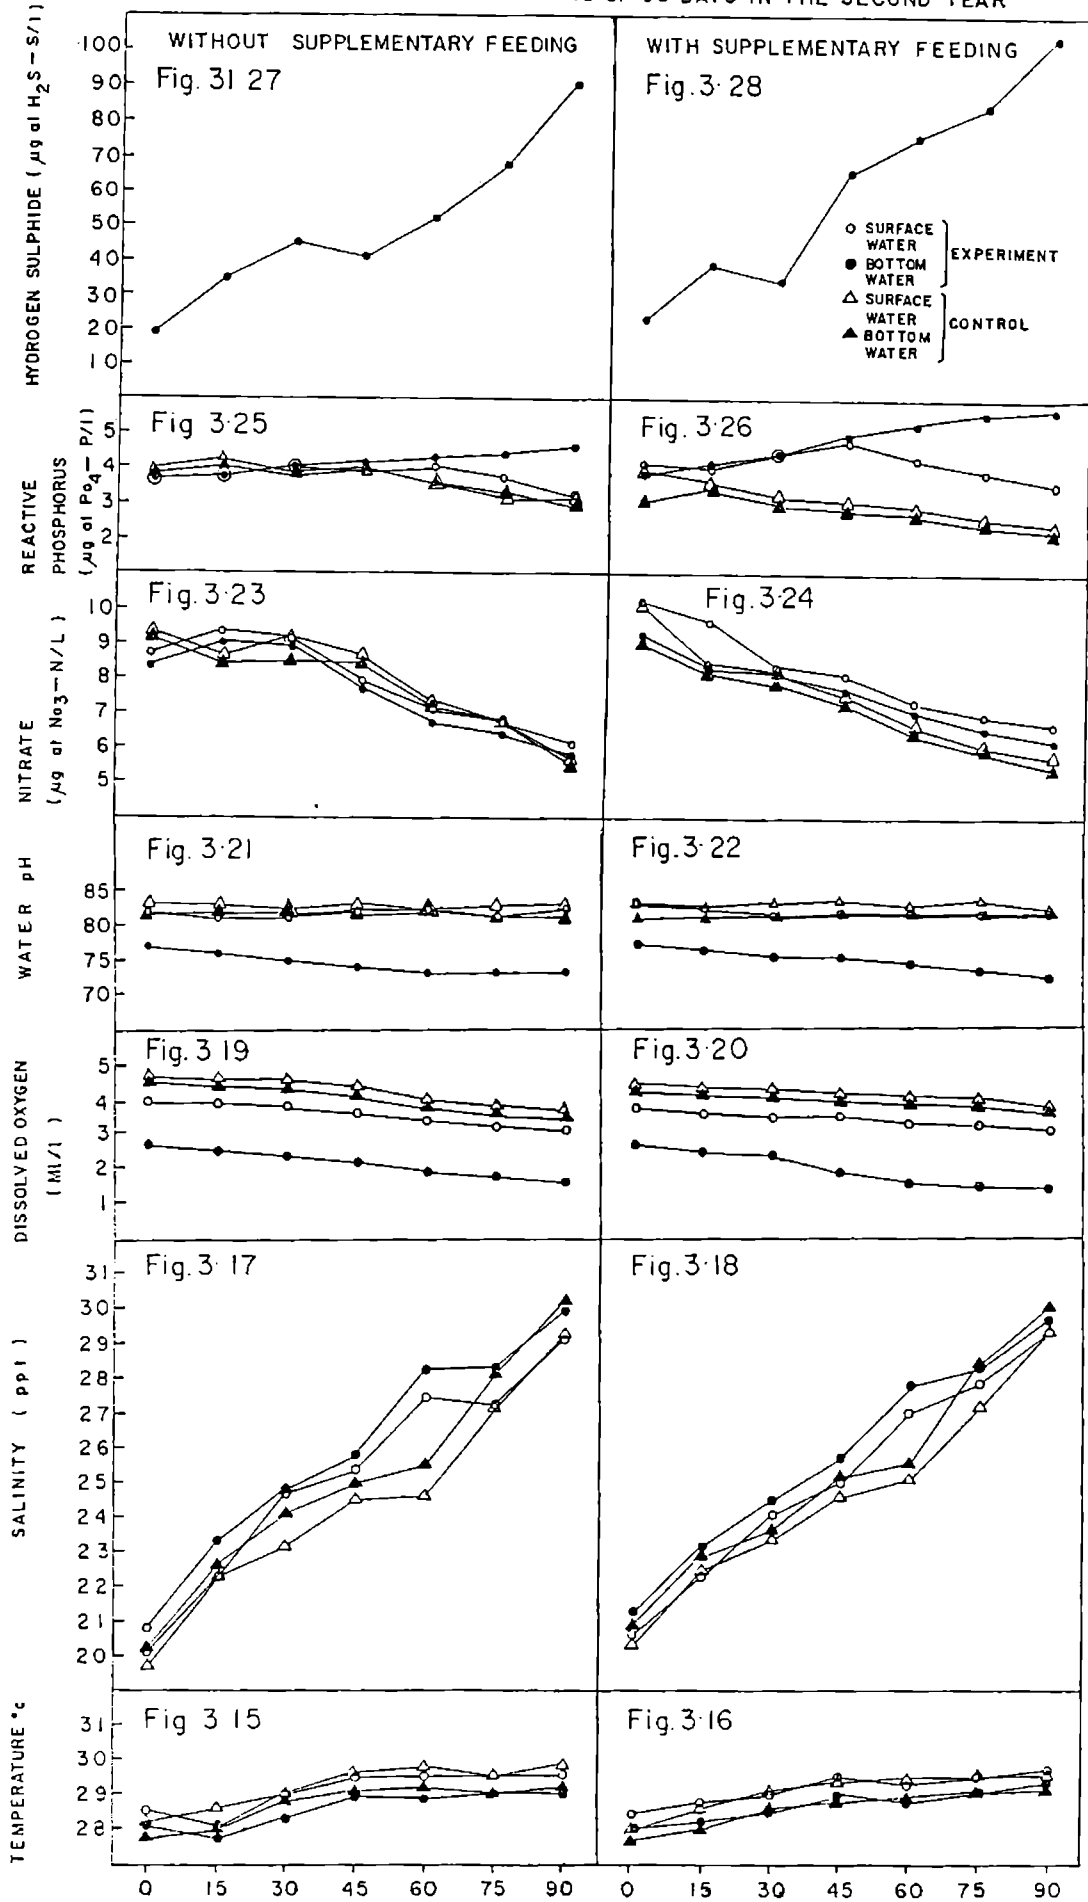 DAYS IN THE SECOND YEAR
WITHOUT SUPPLEMENTARY FEEDING
WITH SUPPLEMENTARY FEEDING
Fig. 31 27
Fig. 3·28
HYDROGEN SULPHIDE (µg at H2S-S/l)
100
90
80
70
60
50
40
30
20
10
SURFACE
WATER
BOTTOM
WATER
EXPERIMENT
SURFACE
WATER
BOTTOM
WATER
CONTROL
Fig 3·25
Fig. 3·26
REACTIVE
PHOSPHORUS
(µg at Po4-P/l)
5
4
3
2
Fig. 3·23
Fig. 3·24
NITRATE
(µg at No3-N/L)
10
9
8
7
6
5
Fig. 3·21
Fig. 3·22
WATER pH
85
80
75
70
Fig. 3 19
Fig. 3·20
DISSOLVED OXYGEN
(Ml/l)
5
4
3
2
1
Fig. 3·17
Fig. 3·18
SALINITY (ppt)
31
30
29
28
27
26
25
24
23
22
21
20
Fig 3 15
Fig. 3·16
TEMPERATURE °c
31
30
29
28
0 15 30 45 60 75 90 0 15 30 45 60 75 90